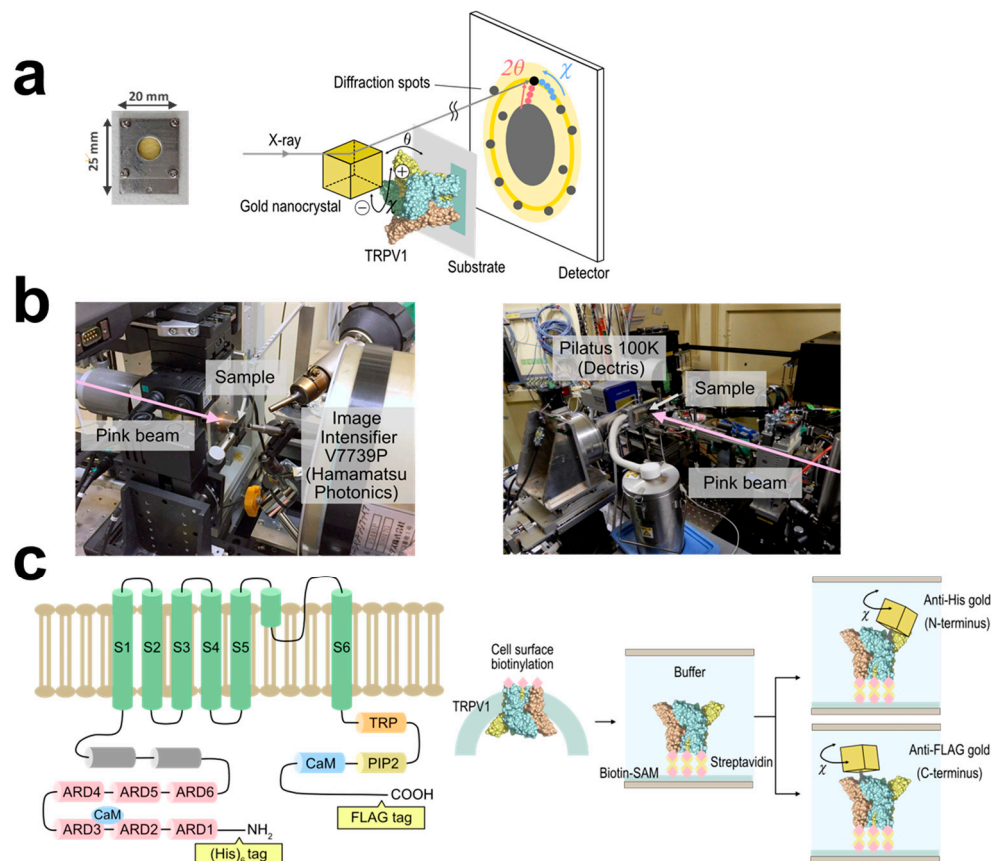 a
20 mm
25 mm
X-ray
Gold nanocrystal
θ
+
−
χ
TRPV1
Substrate
Diffraction spots
2θ
χ
Detector
b
Sample
Pink beam
Image
Intensifier
V7739P
(Hamamatsu
Photonics)
Pilatus 100K
(Dectris)
Sample
Pink beam
c
S1
S2
S3
S4
S5
S6
TRP
CaM
PIP2
COOH
FLAG tag
ARD4
ARD5
ARD6
CaM
ARD3
ARD2
ARD1
NH2
(His)6 tag
Cell surface
biotinylation
TRPV1
Buffer
Streptavidin
Biotin-SAM
χ
Anti-His gold
(N-terminus)
χ
Anti-FLAG gold
(C-terminus)